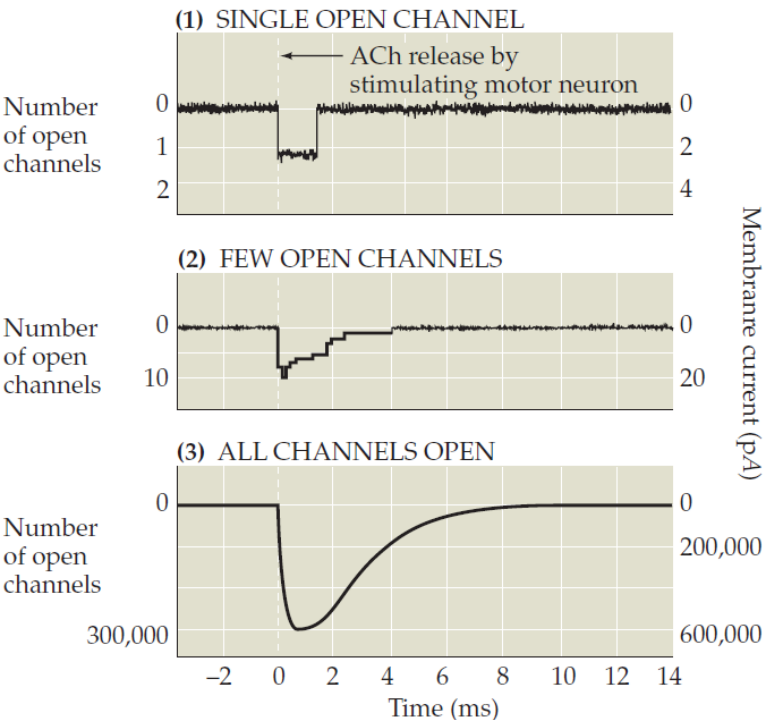 (1) SINGLE OPEN CHANNEL
ACh release by
stimulating motor neuron
Number
of open
channels
0
1
2
0
2
4
(2) FEW OPEN CHANNELS
Number
of open
channels
0
10
0
20
(3) ALL CHANNELS OPEN
Number
of open
channels
0
300,000
0
200,000
600,000
Membranre current (pA)
−2 0 2 4 6 8 10 12 14
Time (ms)